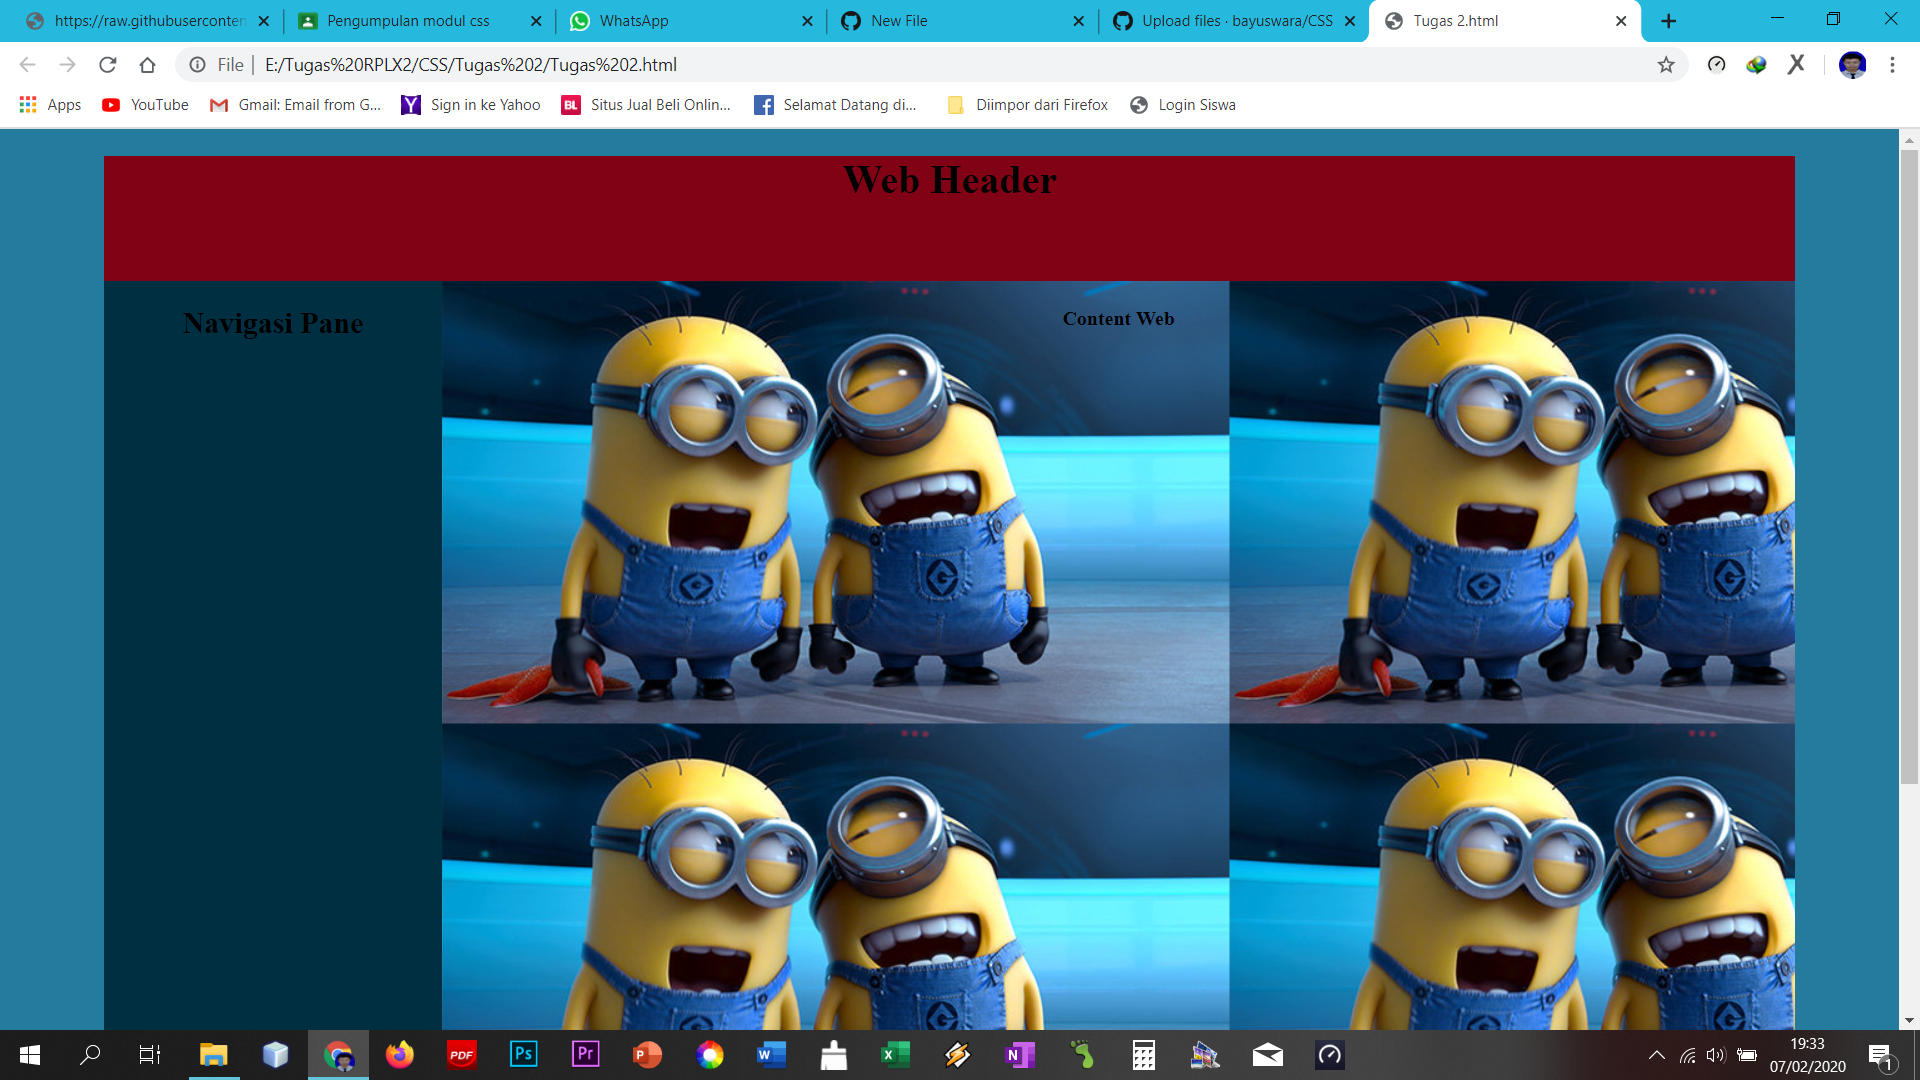 https://raw.githubuserconten
Pengumpulan modul css
WhatsApp
New File
Upload files · bayuswara/CSS
Tugas 2.html
File
E:/Tugas%20RPLX2/CSS/Tugas%202/Tugas%202.html
Apps
YouTube
Gmail: Email from G...
Sign in ke Yahoo
BL
Situs Jual Beli Onlin...
Selamat Datang di...
Diimpor dari Firefox
Login Siswa
Web Header
Navigasi Pane
Content Web
PDF
Ps
Pr
19:33
07/02/2020
1